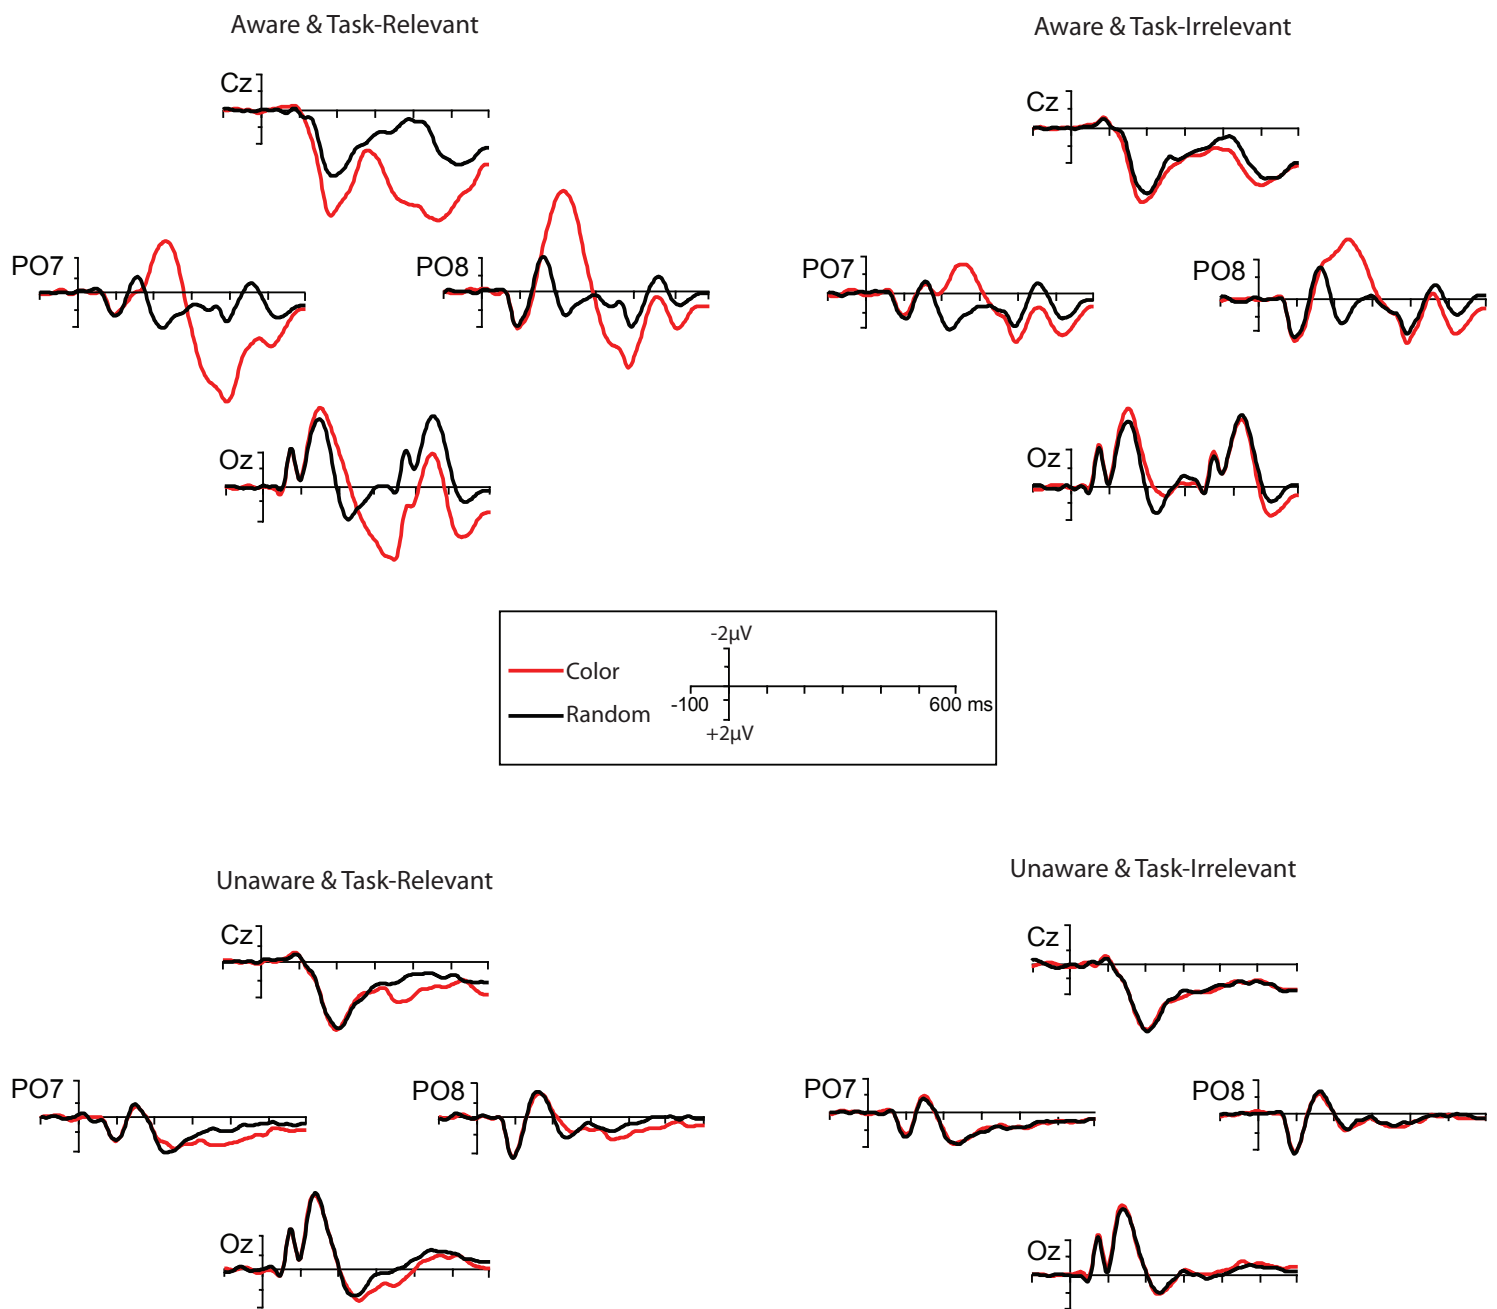 Aware & Task-Relevant
Aware & Task-Irrelevant
Cz
Cz
PO7
PO8
PO7
PO8
Oz
Oz
-2µV
Color
Random
-100
600 ms
+2µV
Unaware & Task-Relevant
Unaware & Task-Irrelevant
Cz
Cz
PO7
PO8
PO7
PO8
Oz
Oz